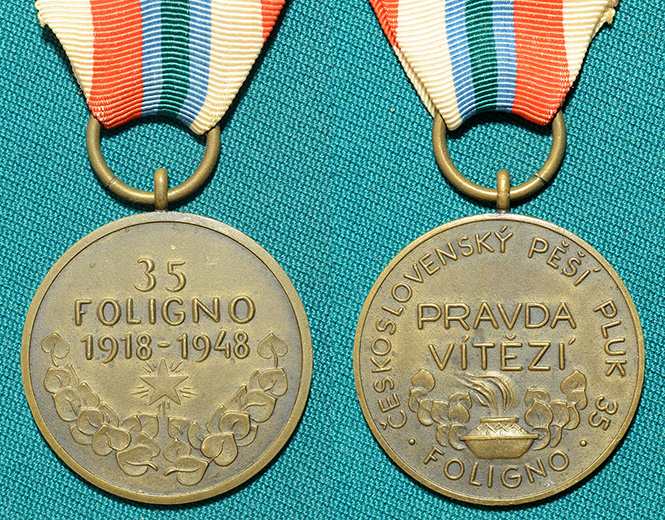 35
FOLIGNO
1918-1948
ČESKOSLOVENSKÝ PĚŠÍ PLUK 35
PRAVDA
VÍTĚZÍ
· FOLIGNO ·